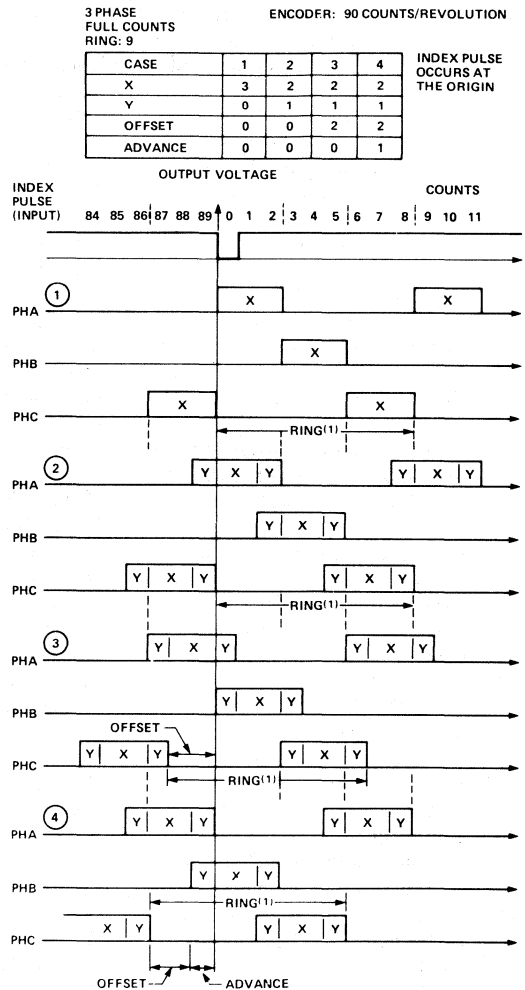 3 PHASE
FULL COUNTS
RING: 9
ENCODER: 90 COUNTS/REVOLUTION
CASE 1 2 3 4
X 3 2 2 2
Y 0 1 1 1
OFFSET 0 0 2 2
ADVANCE 0 0 0 1
INDEX PULSE
OCCURS AT
THE ORIGIN
OUTPUT VOLTAGE
INDEX
PULSE
(INPUT)
COUNTS
84 85 86 87 88 89 0 1 2 3 4 5 6 7 8 9 10 11
1
PHA X X
PHB X
PHC X X
RING(1)
2
PHA Y X Y Y X Y
PHB Y X Y
PHC Y X Y Y X Y
RING(1)
3
PHA Y X Y Y X Y
PHB Y X Y
OFFSET
PHC Y X Y Y X Y
RING(1)
4
PHA Y X Y Y X Y
PHB Y X Y
RING(1)
PHC X Y Y X Y
OFFSET ADVANCE